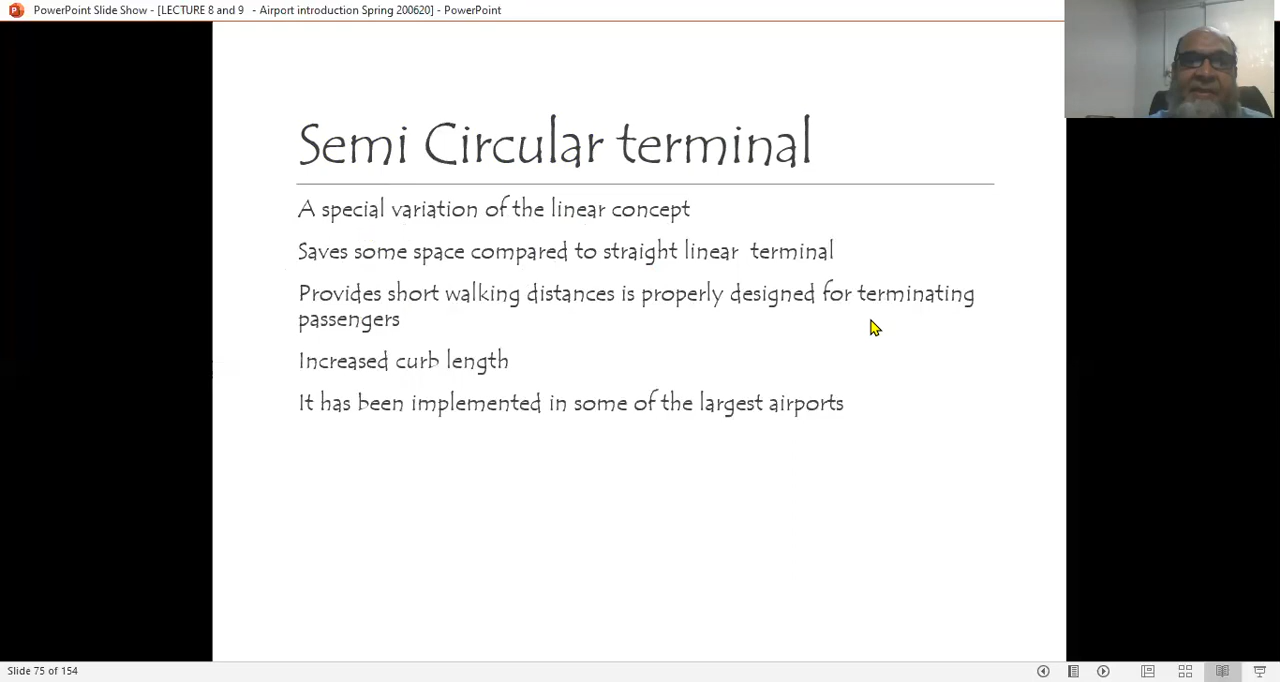 PowerPoint Slide Show - [LECTURE 8 and 9 - Airport introduction Spring 200620] - PowerPoint
Semi Circular terminal
A special variation of the linear concept
Saves some space compared to straight linear terminal
Provides short walking distances is properly designed for terminating
passengers
Increased curb length
It has been implemented in some of the largest airports
Slide 75 of 154